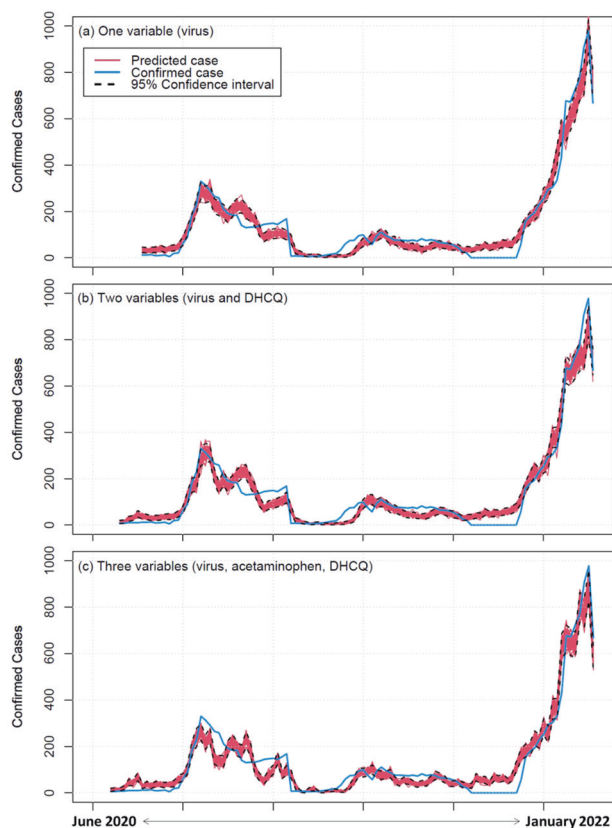 (a) One variable (virus)
Predicted case
Confirmed case
95% Confidence interval
Confirmed Cases
1000
800
600
400
200
0
(b) Two variables (virus and DHCQ)
Confirmed Cases
1000
800
600
400
200
0
(c) Three variables (virus, acetaminophen, DHCQ)
Confirmed Cases
1000
800
600
400
200
0
June 2020
January 2022